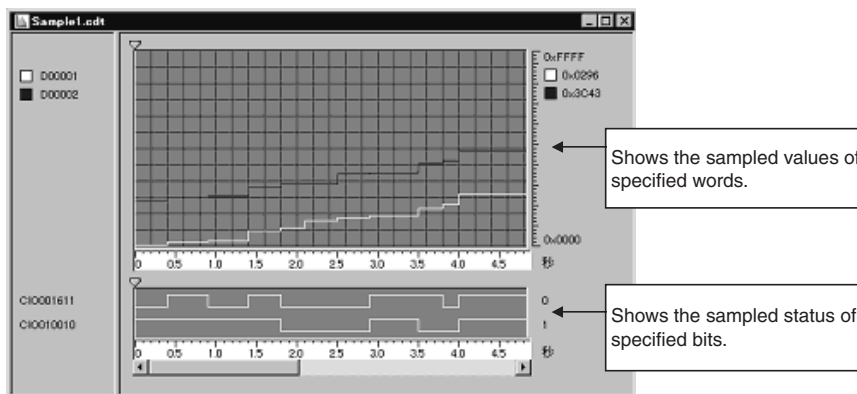 Sample1.cdt
D00001
D00002
0xFFFF
0x0296
0x3C43
0x0000
0 0.5 1.0 1.5 2.0 2.5 3.0 3.5 4.0 4.5 秒
CIO001611 0
CIO010010 1
0 0.5 1.0 1.5 2.0 2.5 3.0 3.5 4.0 4.5 秒
Shows the sampled values of
specified words.
Shows the sampled status of
specified bits.